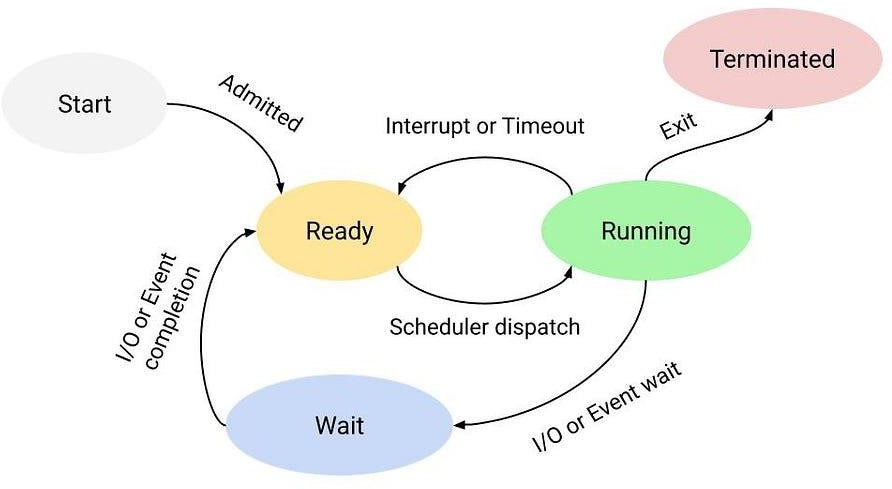 Terminated
Start
Admitted
Exit
Interrupt or Timeout
Ready
Running
I/O or Event
completion
Scheduler dispatch
I/O or Event wait
Wait